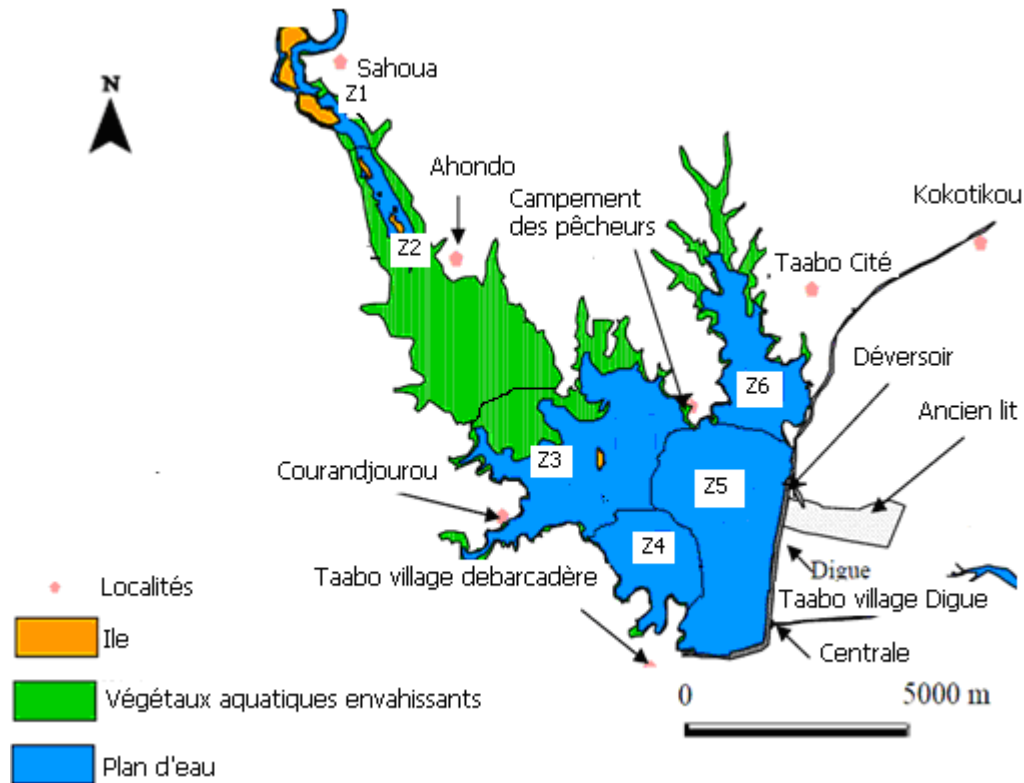 Sahoua
N
Z1
Ahondo
Campement
des pêcheurs
Kokotikou
Z2
Taabo Cité
Déversoir
Z6
Ancien lit
Z3
Courandjourou
Z5
Z4
Taabo village debarcadère
Digue
Localités
Taabo village Digue
Ile
Centrale
Végétaux aquatiques envahissants
0 5000 m
Plan d'eau